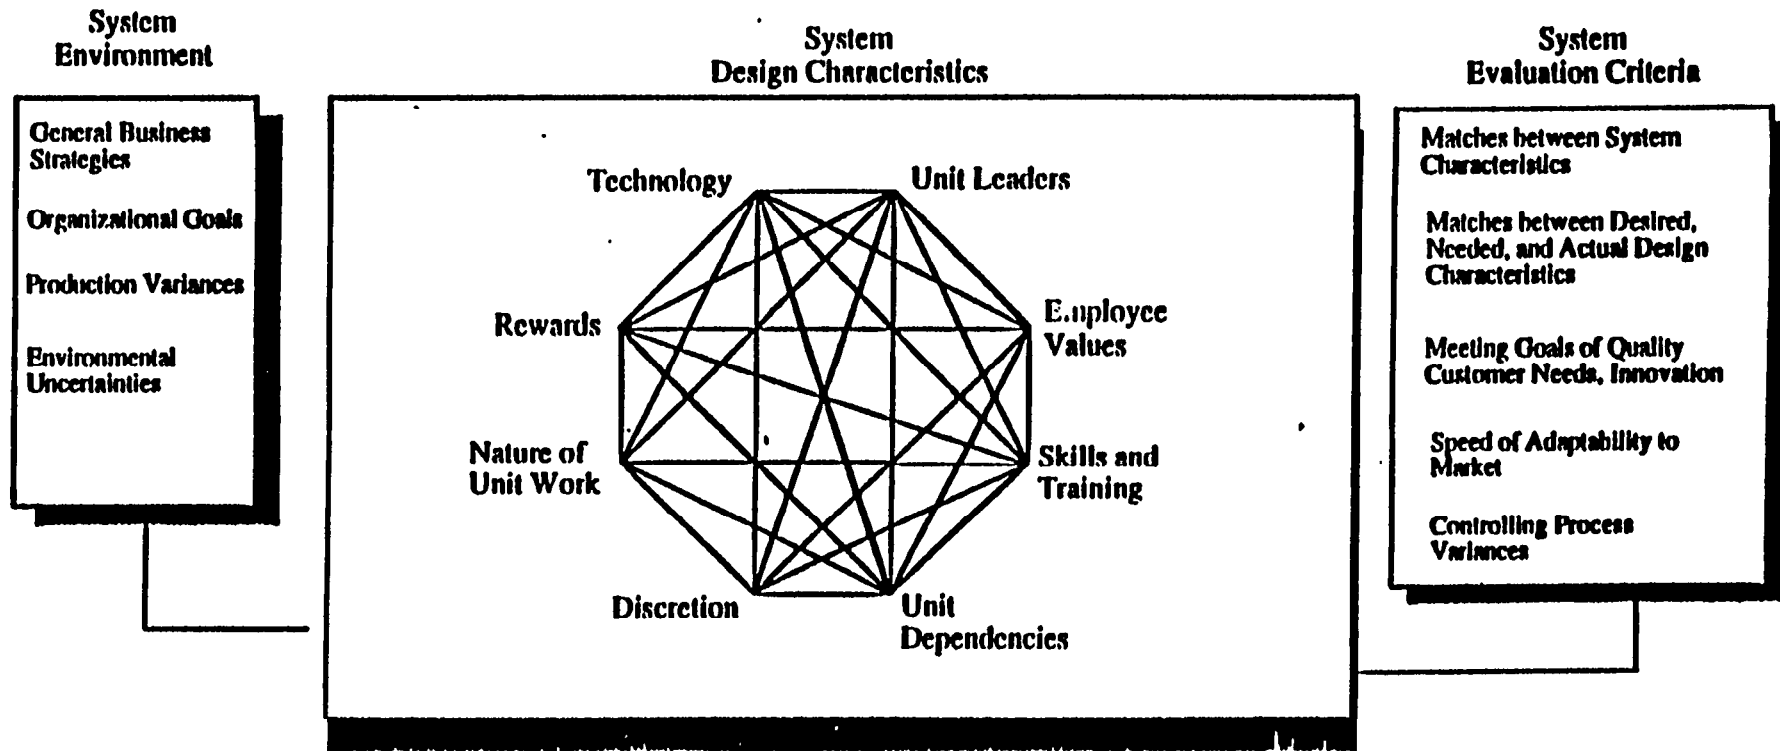 System
Environment
General Business
Strategies
Organizational Goals
Production Variances
Environmental
Uncertainties
System
Design Characteristics
Technology
Unit Leaders
Rewards
Employee
Values
Nature of
Unit Work
Skills and
Training
Discretion
Unit
Dependencies
System
Evaluation Criteria
Matches between System
Characteristics
Matches between Desired,
Needed, and Actual Design
Characteristics
Meeting Goals of Quality
Customer Needs, Innovation
Speed of Adaptability to
Market
Controlling Process
Variances